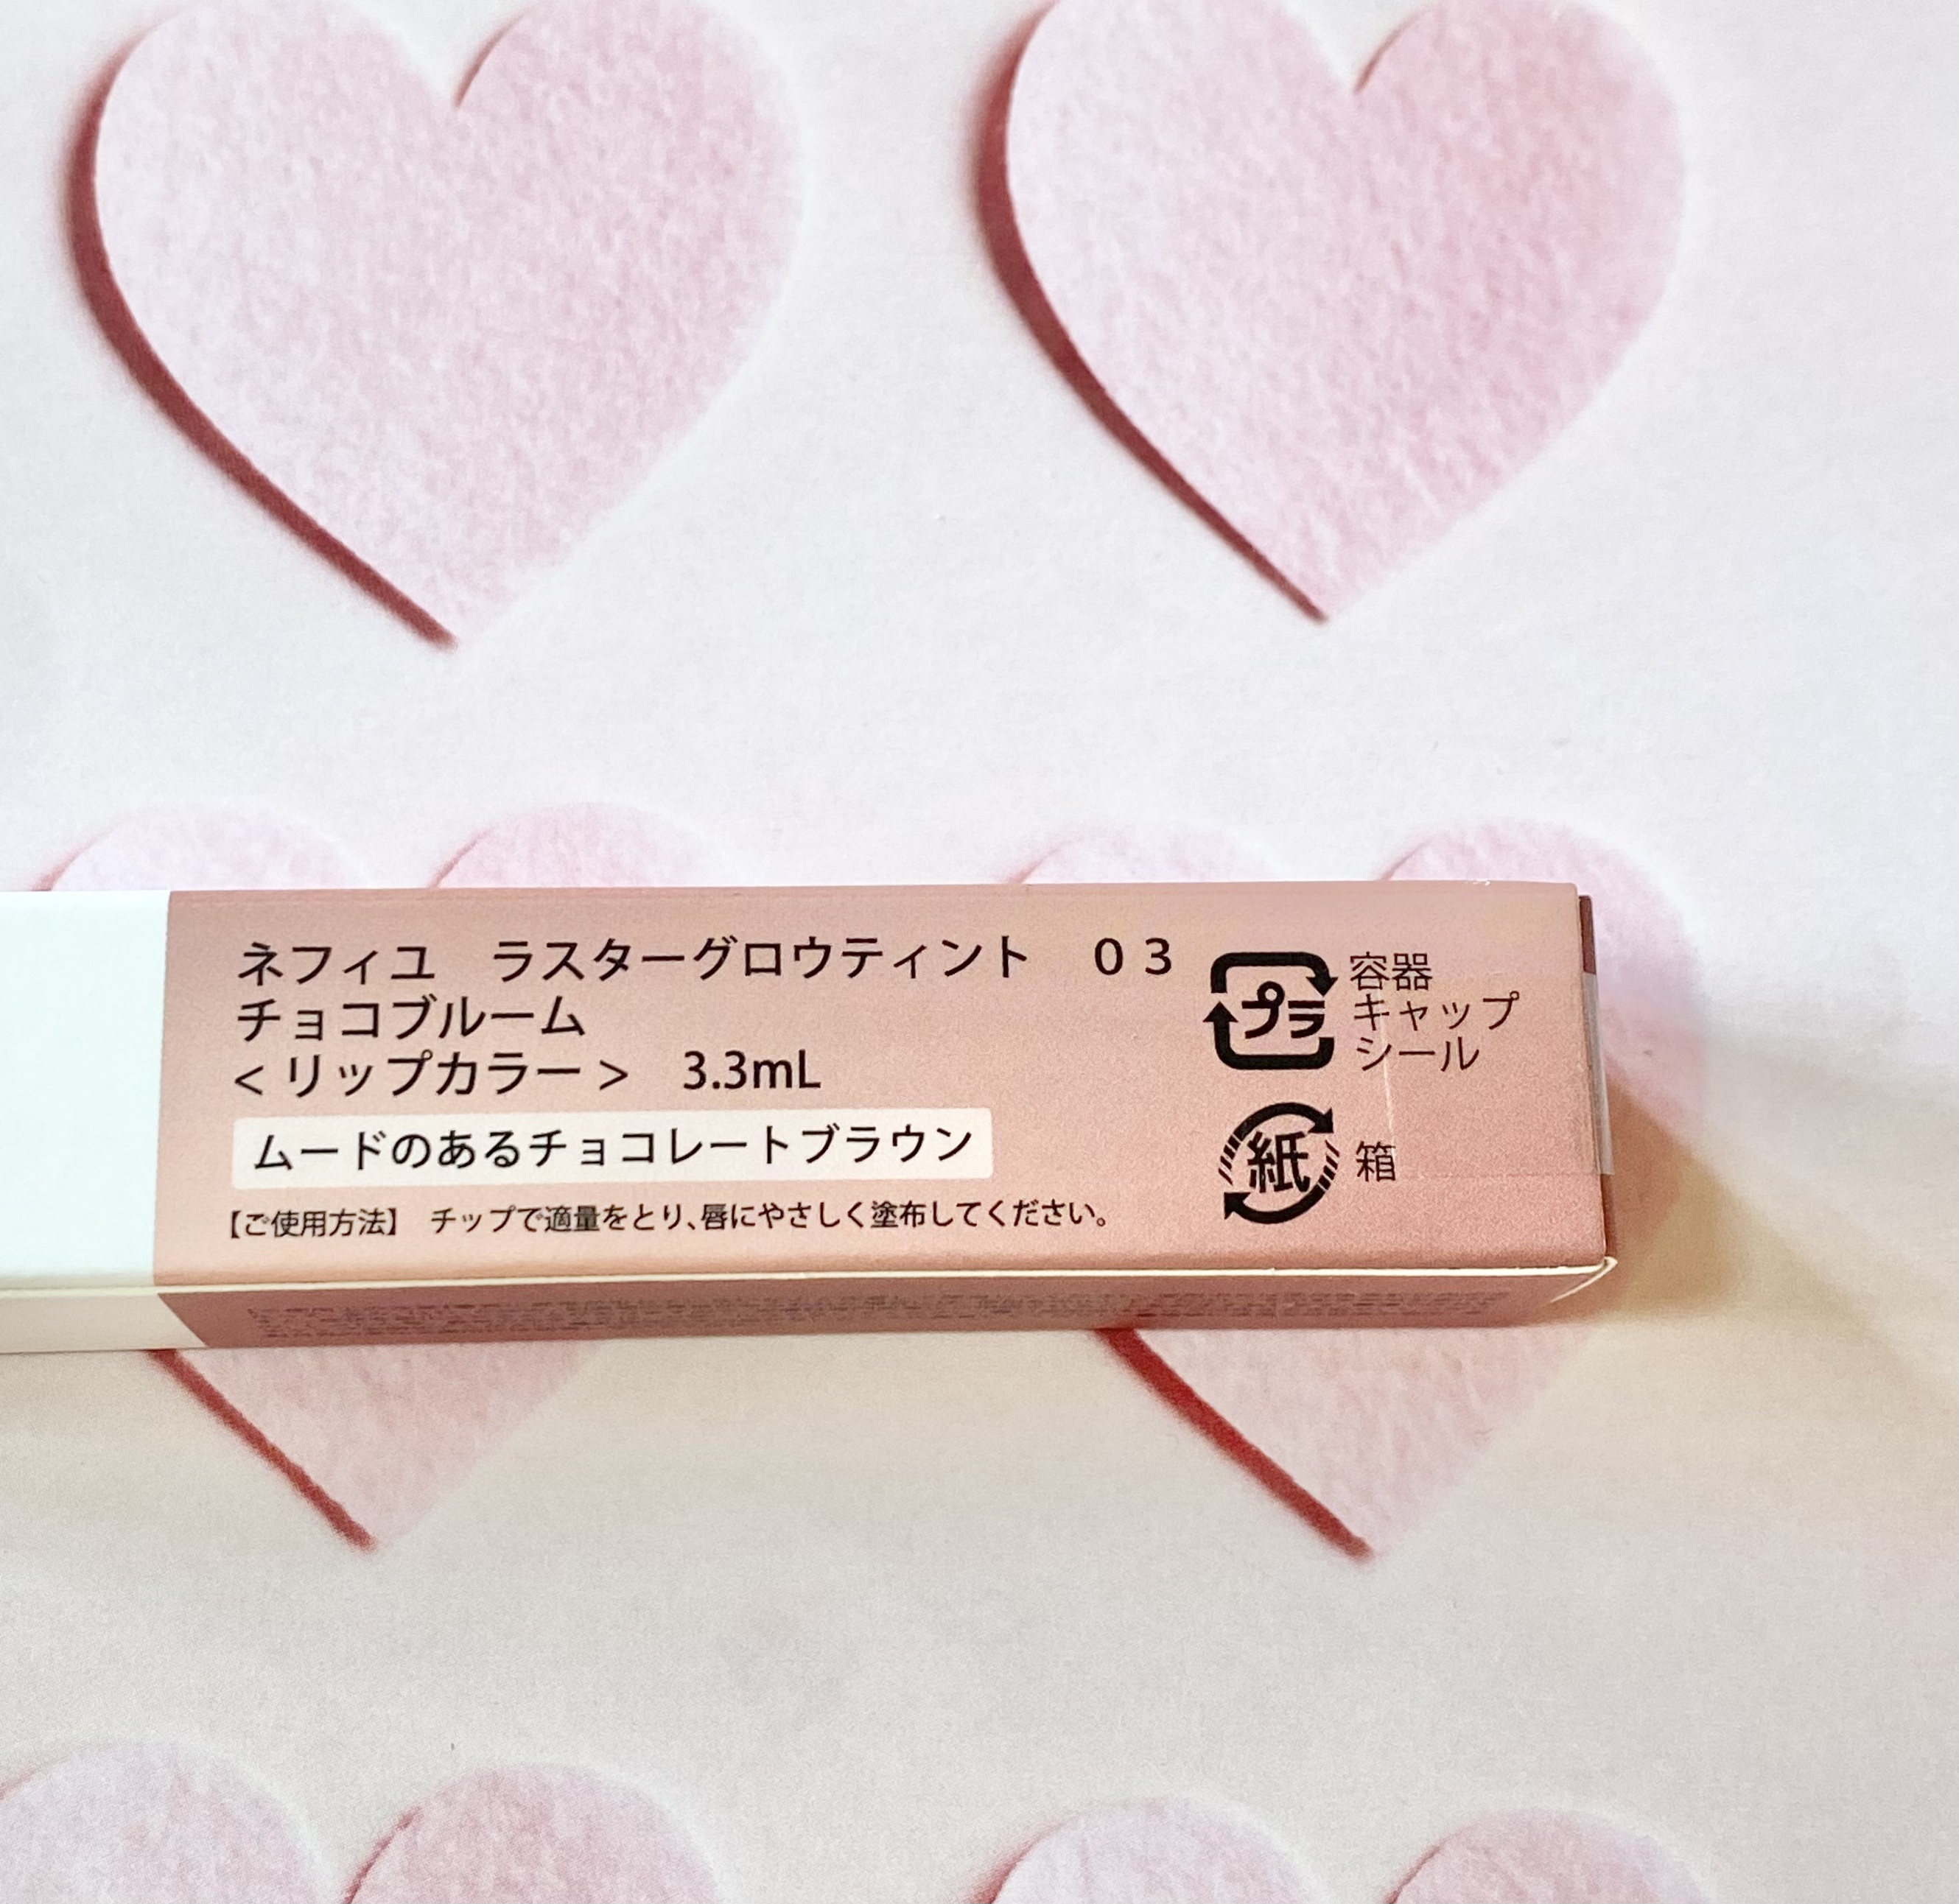 ネフィユ　ラスターグロウティント　０３
チョコブルーム
<リップカラー>　3.3mL
ムードのあるチョコレートブラウン
【ご使用方法】　チップで適量をとり、唇にやさしく塗布してください。
プラ
容器
キャップ
シール
紙
箱